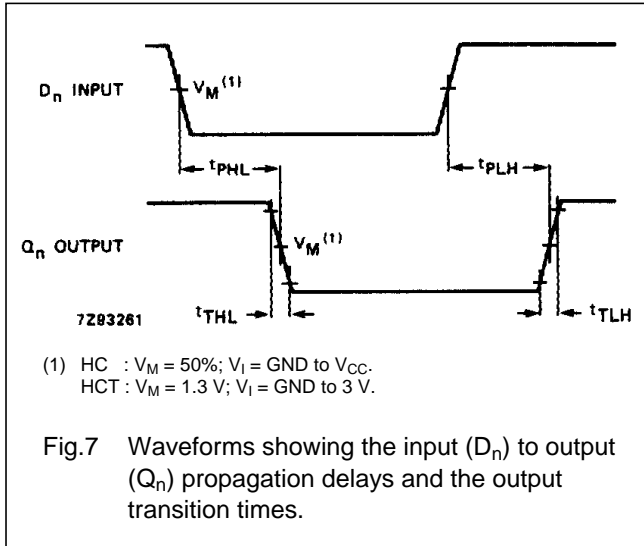 Dn INPUT
VM(1)
tPHL
tPLH
Qn OUTPUT
VM(1)
7Z93261
tTHL
tTLH
(1) HC : VM = 50%; VI = GND to VCC.
HCT : VM = 1.3 V; VI = GND to 3 V.
Fig.7 Waveforms showing the input (Dn) to output
(Qn) propagation delays and the output
transition times.